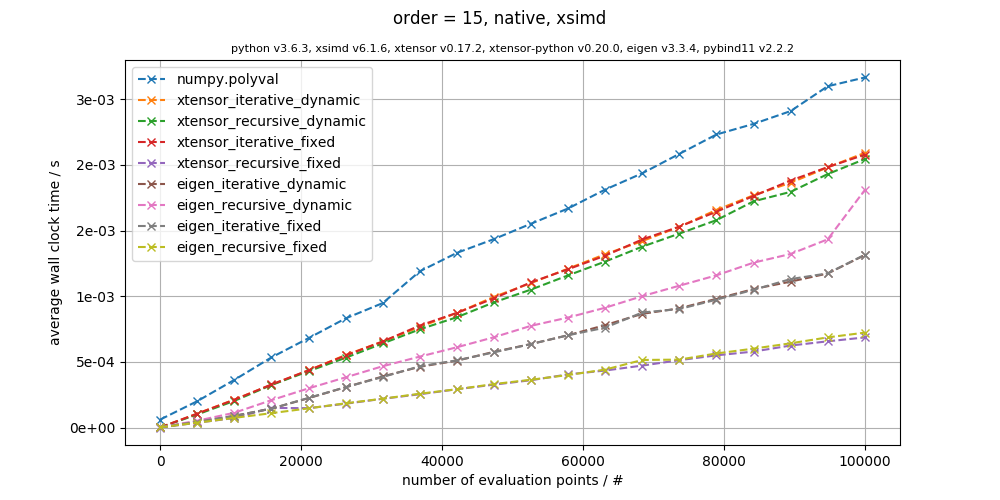 order = 15, native, xsimd
python v3.6.3, xsimd v6.1.6, xtensor v0.17.2, xtensor-python v0.20.0, eigen v3.3.4, pybind11 v2.2.2
numpy.polyval
xtensor_iterative_dynamic
xtensor_recursive_dynamic
xtensor_iterative_fixed
xtensor_recursive_fixed
eigen_iterative_dynamic
eigen_recursive_dynamic
eigen_iterative_fixed
eigen_recursive_fixed
average wall clock time / s
3e-03
2e-03
2e-03
1e-03
5e-04
0e+00
0 20000 40000 60000 80000 100000
number of evaluation points / #